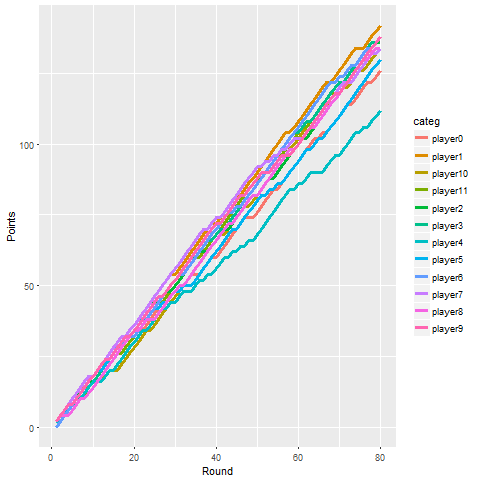 100
50
0
0
20
40
60
80
Round
Points
categ
player0
player1
player10
player11
player2
player3
player4
player5
player6
player7
player8
player9